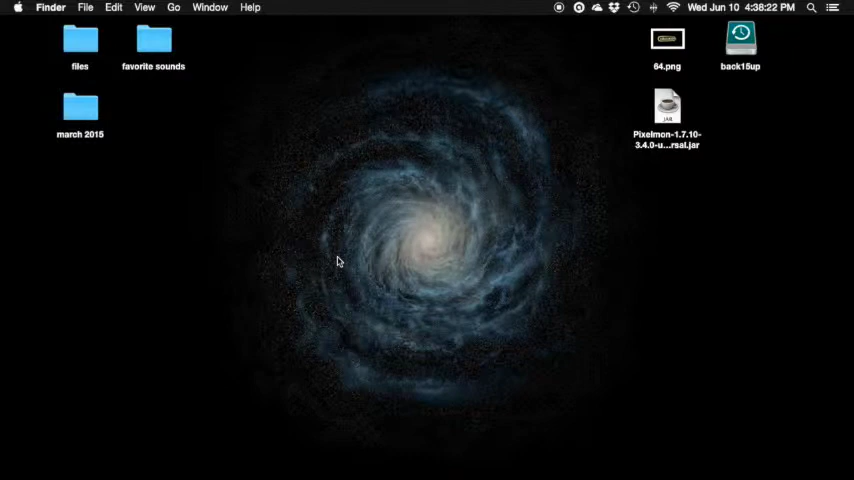 Finder File Edit View Go Window Help Wed Jun 10 4:38:22 PM
files favorite sounds 64.png back15up
march 2015 JAR Pixelmon-1.7.10-
3.4.0-u...rsal.jar